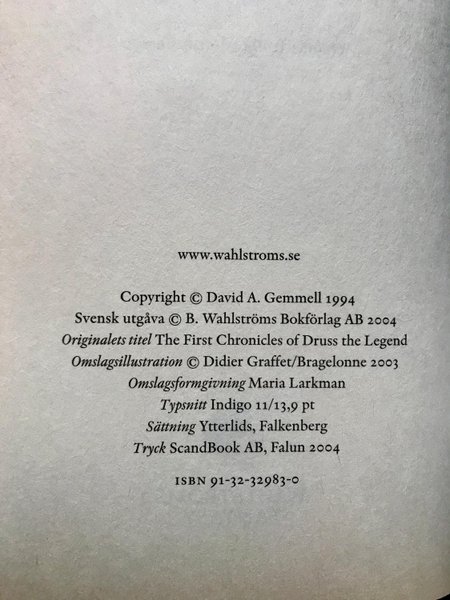 www.wahlstroms.se
Copyright © David A. Gemmell 1994
Svensk utgåva © B. Wahlströms Bokförlag AB 2004
Originalets titel The First Chronicles of Druss the Legend
Omslagsillustration © Didier Graffet/Bragelonne 2003
Omslagsformgivning Maria Larkman
Typsnitt Indigo 11/13,9 pt
Sättning Ytterlids, Falkenberg
Tryck ScandBook AB, Falun 2004
ISBN 91-32-32983-0